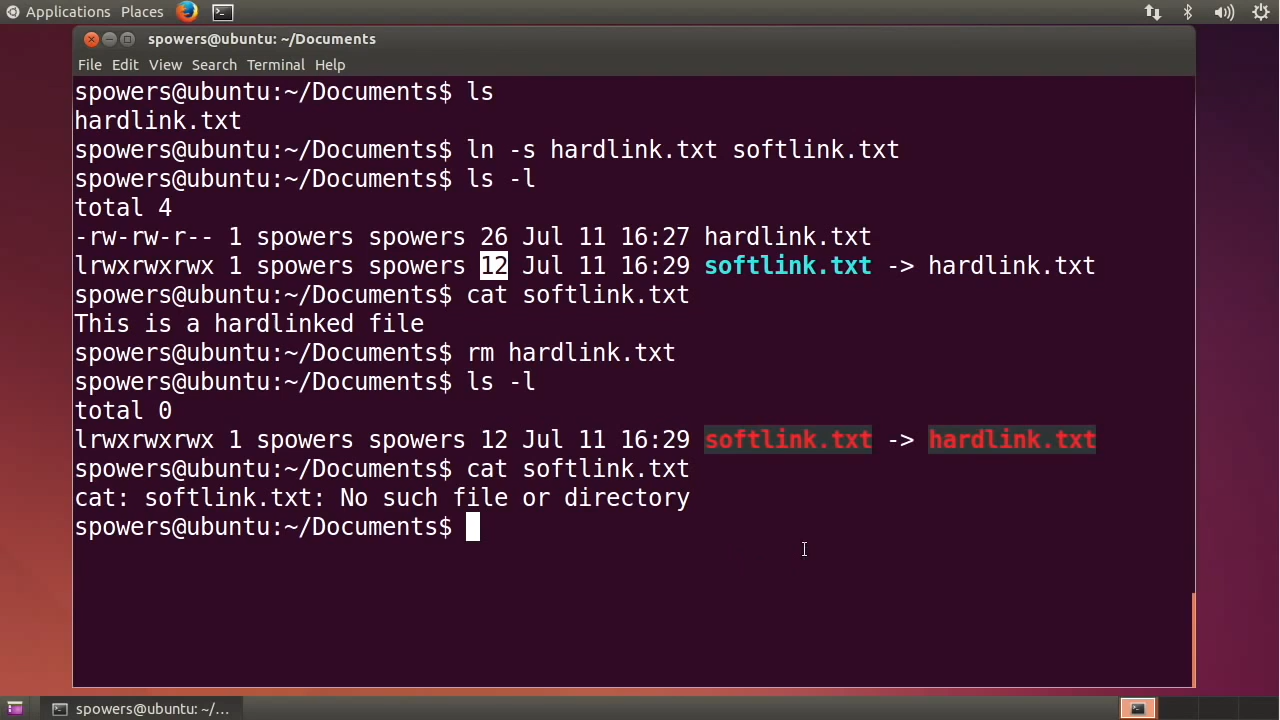 Applications Places
spowers@ubuntu: ~/Documents
File Edit View Search Terminal Help
spowers@ubuntu:~/Documents$ ls
hardlink.txt
spowers@ubuntu:~/Documents$ ln -s hardlink.txt softlink.txt
spowers@ubuntu:~/Documents$ ls -l
total 4
-rw-rw-r-- 1 spowers spowers 26 Jul 11 16:27 hardlink.txt
lrwxrwxrwx 1 spowers spowers 12 Jul 11 16:29 softlink.txt -> hardlink.txt
spowers@ubuntu:~/Documents$ cat softlink.txt
This is a hardlinked file
spowers@ubuntu:~/Documents$ rm hardlink.txt
spowers@ubuntu:~/Documents$ ls -l
total 0
lrwxrwxrwx 1 spowers spowers 12 Jul 11 16:29 softlink.txt -> hardlink.txt
spowers@ubuntu:~/Documents$ cat softlink.txt
cat: softlink.txt: No such file or directory
spowers@ubuntu:~/Documents$
spowers@ubuntu: ~/...